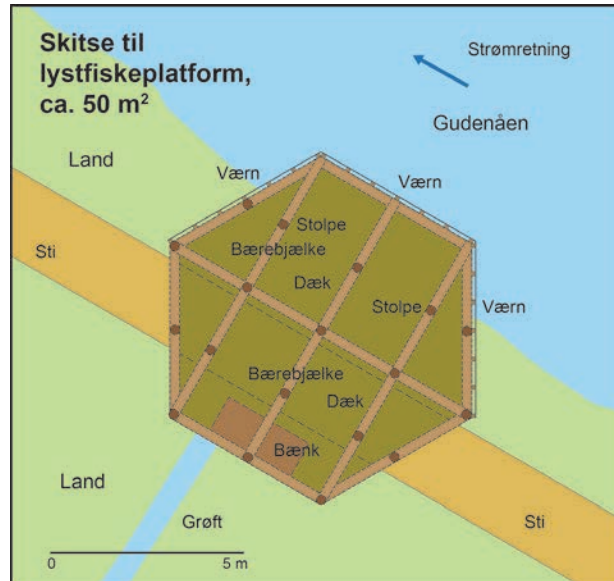 Skitse til
lystfiskeplatform,
ca. 50 m²
Strømretning
Gudenåen
Land
Værn
Værn
Stolpe
Sti
Bærebjælke
Dæk
Stolpe
Værn
Bærebjælke
Dæk
Bænk
Land
Grøft
Sti
0 5 m